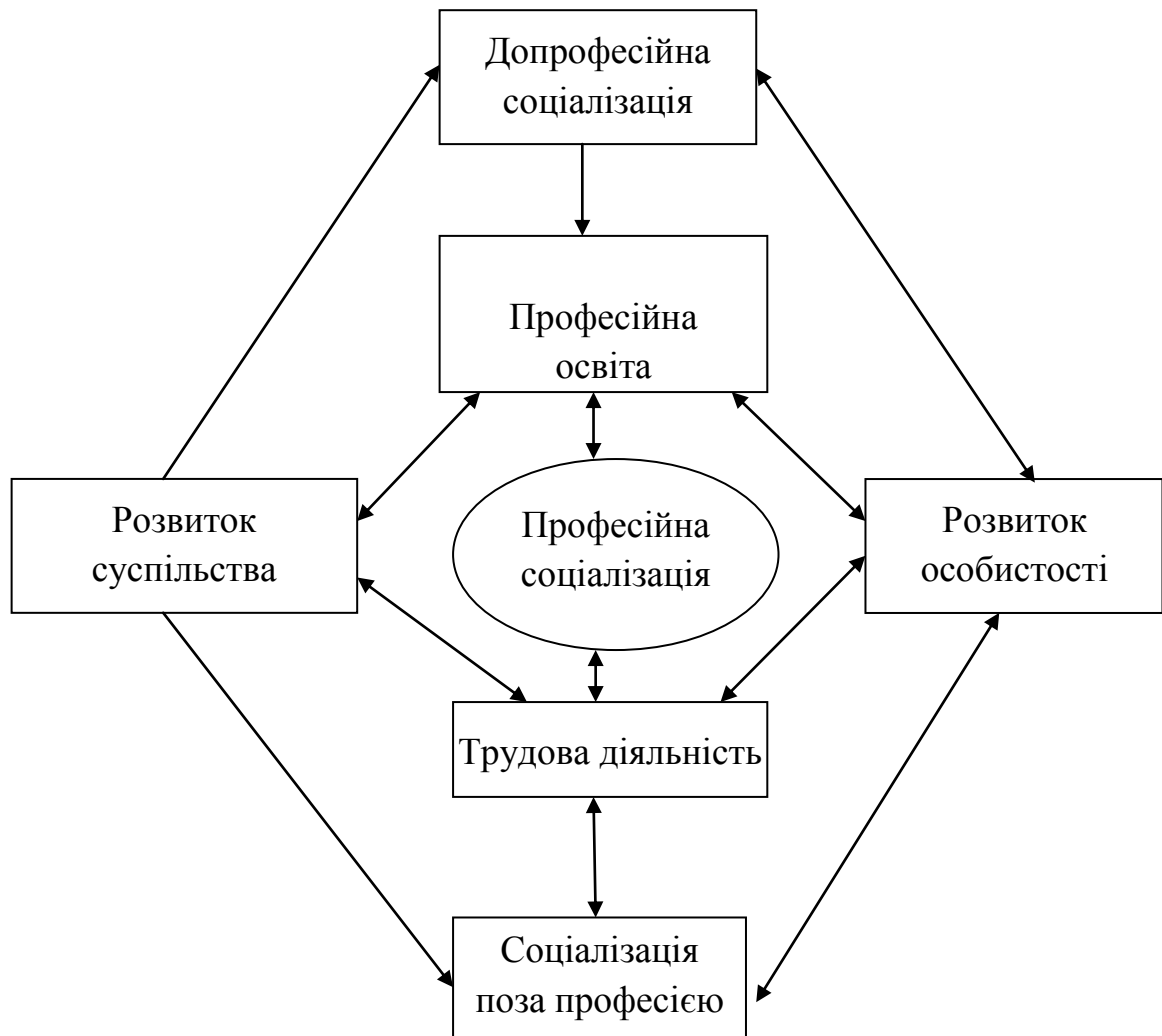 Допрофесійна
соціалізація
Професійна
освіта
Розвиток
суспільства
Професійна
соціалізація
Розвиток
особистості
Трудова діяльність
Соціалізація
поза професією